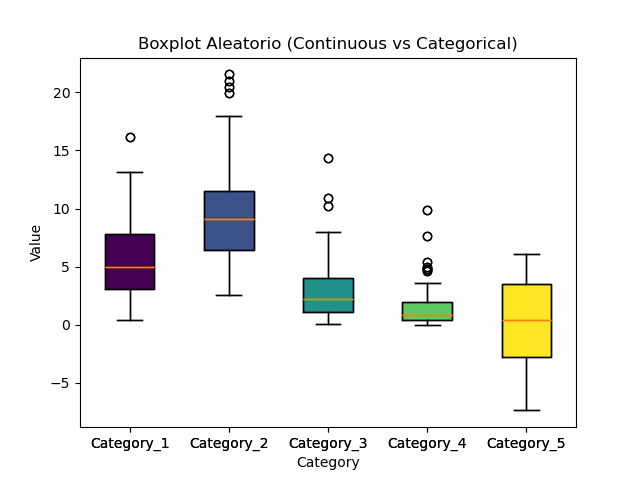 Boxplot Aleatorio (Continuous vs Categorical)
Value
20
15
10
5
0
−5
Category_1 Category_2 Category_3 Category_4 Category_5
Category